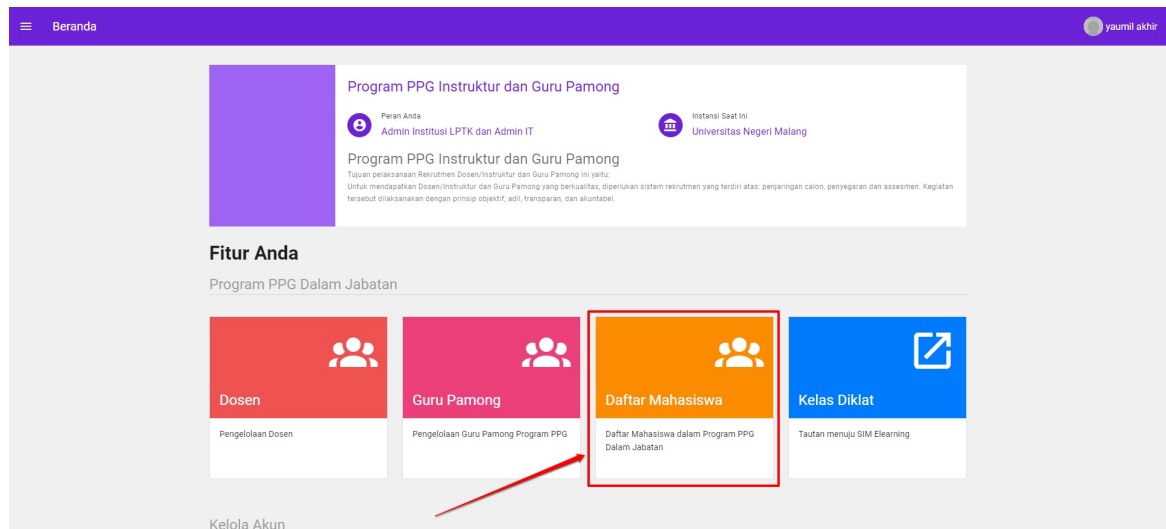 Beranda
yaumil akhir
Program PPG Instruktur dan Guru Pamong
Peran Anda
Admin Institusi LPTK dan Admin IT
Instansi Saat Ini
Universitas Negeri Malang
Program PPG Instruktur dan Guru Pamong
Tujuan pelaksanaan Rekrutmen Dosen/Instruktur dan Guru Pamong ini yaitu:
Untuk mendapatkan Dosen/Instruktur dan Guru Pamong yang berkualitas, diperlukan sistem rekrutmen yang terdiri atas: penjaringan calon, penyegaran dan assesmen. Kegiatan
tersebut dilaksanakan dengan prinsip objektif, adil, transparan, dan akuntabel.
Fitur Anda
Program PPG Dalam Jabatan
Dosen
Pengelolaan Dosen
Guru Pamong
Pengelolaan Guru Pamong Program PPG
Daftar Mahasiswa
Daftar Mahasiswa dalam Program PPG
Dalam Jabatan
Kelas Diklat
Tautan menuju SIM Elearning
Kelola Akun